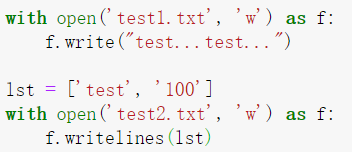 with open('test1.txt', 'w') as f:
    f.write("test...test...")
lst = ['test', '100']
with open('test2.txt', 'w') as f:
    f.writelines(lst)